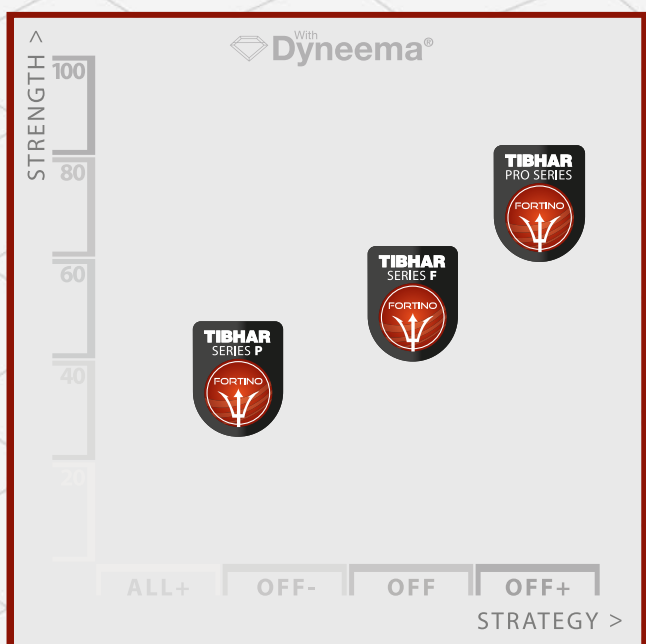 STRENGTH >
With
Dyneema®
100
80
60
40
20
TIBHAR
PRO SERIES
FORTINO
TIBHAR
SERIES F
FORTINO
TIBHAR
SERIES P
FORTINO
ALL+
OFF-
OFF
OFF+
STRATEGY >